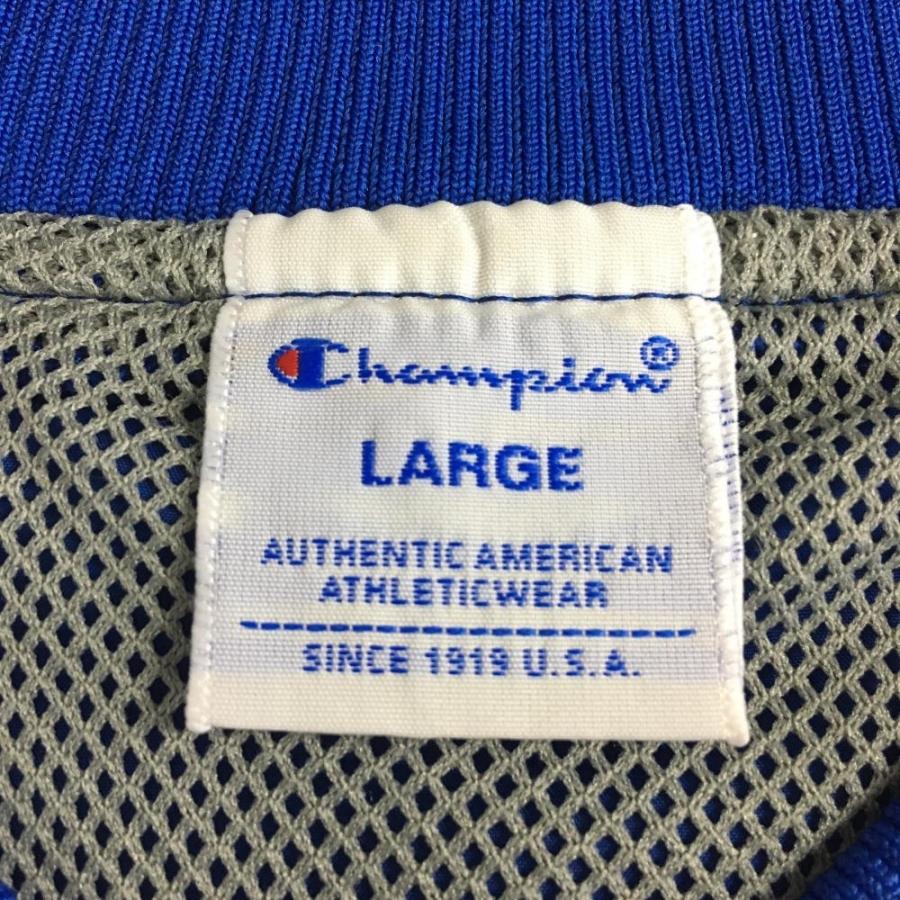 Champion®
LARGE
AUTHENTIC AMERICAN
ATHLETICWEAR
SINCE 1919 U.S.A.